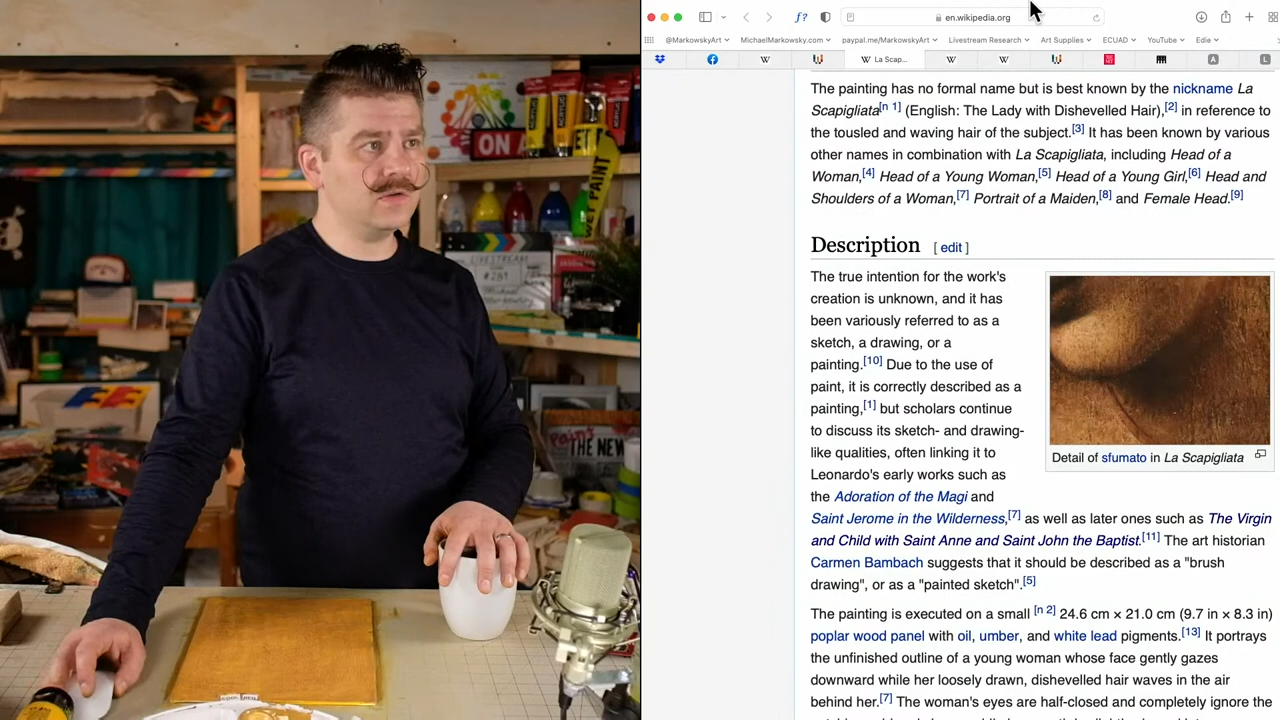 ƒ?
en.wikipedia.org
@MarkowskyArt
MichaelMarkowsky.com
paypal.me/MarkowskyArt
Livestream Research
Art Supplies
ECUAD
YouTube
Edie
La Scap...
The painting has no formal name but is best known by the nickname La
Scapigliata[n 1] (English: The Lady with Dishevelled Hair),[2] in reference to
the tousled and waving hair of the subject.[3] It has been known by various
other names in combination with La Scapigliata, including Head of a
Woman,[4] Head of a Young Woman,[5] Head of a Young Girl,[6] Head and
Shoulders of a Woman,[7] Portrait of a Maiden,[8] and Female Head.[9]
Description [ edit ]
The true intention for the work's
creation is unknown, and it has
been variously referred to as a
sketch, a drawing, or a
painting.[10] Due to the use of
paint, it is correctly described as a
painting,[1] but scholars continue
to discuss its sketch- and drawing-
like qualities, often linking it to
Leonardo's early works such as
the Adoration of the Magi and
Saint Jerome in the Wilderness,[7] as well as later ones such as The Virgin
and Child with Saint Anne and Saint John the Baptist.[11] The art historian
Carmen Bambach suggests that it should be described as a "brush
drawing", or as a "painted sketch".[5]
Detail of sfumato in La Scapigliata
The painting is executed on a small [n 2] 24.6 cm × 21.0 cm (9.7 in × 8.3 in)
poplar wood panel with oil, umber, and white lead pigments.[13] It portrays
the unfinished outline of a young woman whose face gently gazes
downward while her loosely drawn, dishevelled hair waves in the air
behind her.[7] The woman's eyes are half-closed and completely ignore the
ON A
WET PAINT
LIVESTREAM
#281
Paint
THE NEW